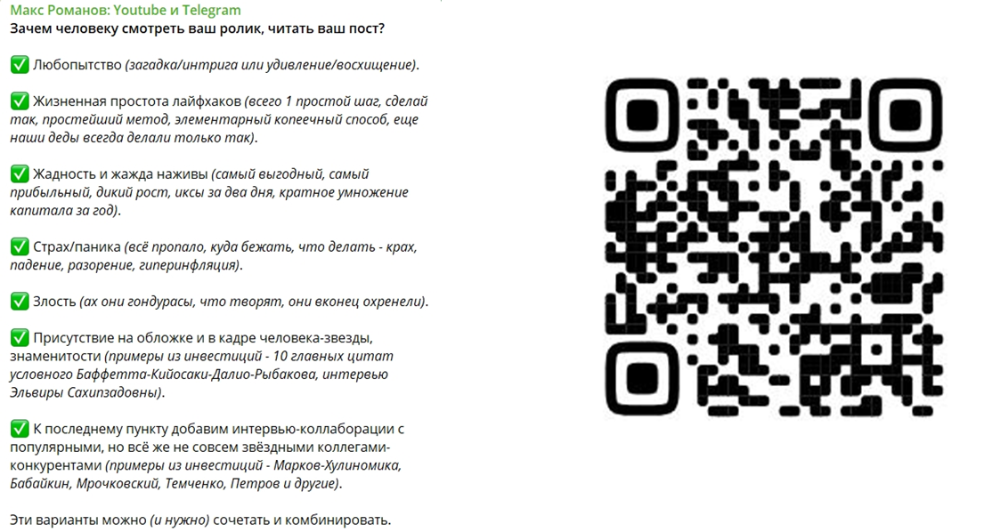 Макс Романов: Youtube и Telegram
Зачем человеку смотреть ваш ролик, читать ваш пост?
✅ Любопытство (загадка/интрига или удивление/восхищение).
✅ Жизненная простота лайфхаков (всего 1 простой шаг, сделай
так, простейший метод, элементарный копеечный способ, еще
наши деды всегда делали только так).
✅ Жадность и жажда наживы (самый выгодный, самый
прибыльный, дикий рост, иксы за два дня, кратное умножение
капитала за год).
✅ Страх/паника (всё пропало, куда бежать, что делать - крах,
падение, разорение, гиперинфляция).
✅ Злость (ах они гондурасы, что творят, они вконец охренели).
✅ Присутствие на обложке и в кадре человека-звезды,
знаменитости (примеры из инвестиций - 10 главных цитат
условного Баффетта-Кийосаки-Далио-Рыбакова, интервью
Эльвиры Сахипзадовны).
✅ К последнему пункту добавим интервью-коллаборации с
популярными, но всё же не совсем звёздными коллегами-
конкурентами (примеры из инвестиций - Марков-Хулиномика,
Бабайкин, Мрочковский, Темченко, Петров и другие).
Эти варианты можно (и нужно) сочетать и комбинировать.